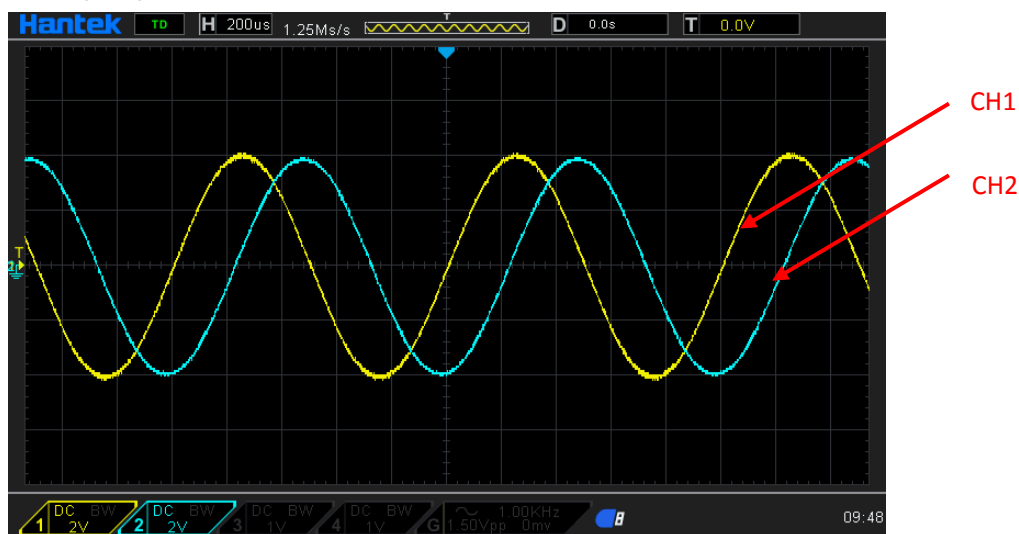 Hantek TD H 200us 1.25Ms/s T D 0.0s T 0.0V
CH1
CH2
T
DC BW DC BW DC BW DC BW 1.00KHz
1 2V 2 2V 3 1V 4 1V G 1.50Vpp 0mv
09:48